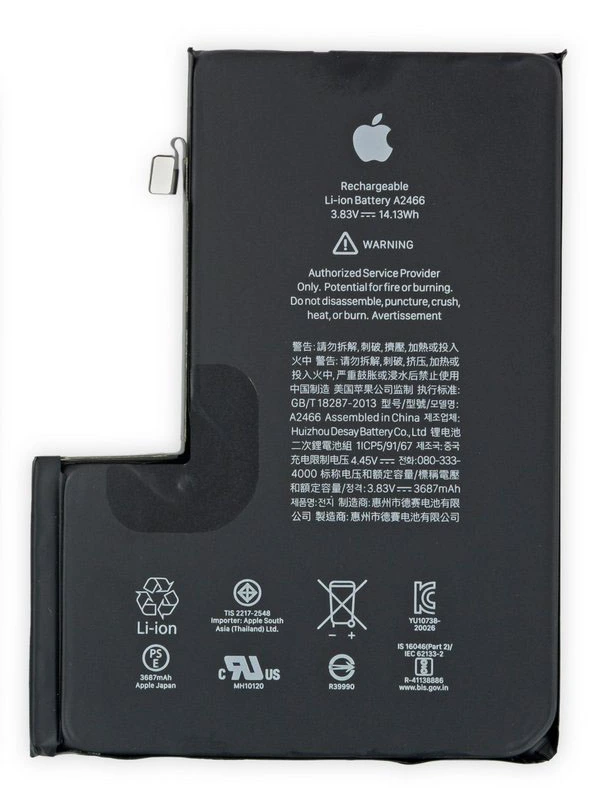 Rechargeable
Li-ion Battery A2466
3.83V⎓ 14.13Wh
WARNING
Authorized Service Provider
Only. Potential for fire or burning.
Do not disassemble, puncture, crush,
heat, or burn. Avertissement
警告:請勿拆解,刺破,擠壓,加熱或投入
火中 警告:请勿拆解,刺破,挤压,加热或
投入火中,严重鼓胀或浸水后禁止使用
中国制造 美国苹果公司监制 执行标准:
GB/T18287-2013 型号/型號/모델명:
A2466 Assembled in China 제조업체:
Huizhou Desay Battery Co., Ltd 锂电池
二次鋰電池組 1ICP5/91/67 제조국:중국
充电限制电压 4.45V⎓ 전화:080-333-
4000 标称电压和额定容量/標稱電壓
和額定容量/정격: 3.83V⎓3687mAh
제품명:전지 制造商:惠州市德赛电池有限
公司 製造商:惠州市德賽電池有限公司
Li-ion
TIS 2217-2548
Importer: Apple South
Asia (Thailand) Ltd.
YU10738-
20026
PS
E
3687mAh
Apple Japan
c RU US
MH10120
R39990
IS 16046(Part 2)/
IEC 62133-2
R-41138886
www.bis.gov.in